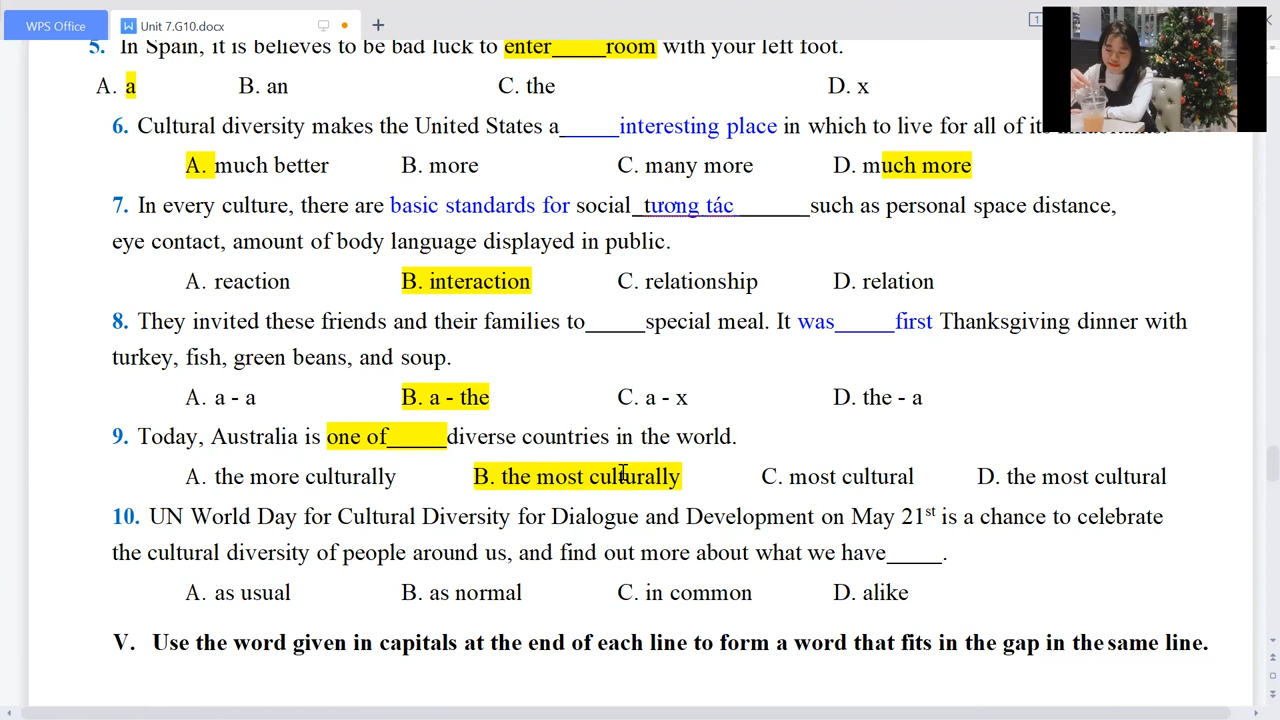 WPS Office
Unit 7.G10.docx
1
5. In Spain, it is believes to be bad luck to enter_____room with your left foot.
A. a B. an C. the D. x
6. Cultural diversity makes the United States a_____interesting place in which to live for all of its inhabitants.
A. much better B. more C. many more D. much more
7. In every culture, there are basic standards for social_tương tác______such as personal space distance,
eye contact, amount of body language displayed in public.
A. reaction B. interaction C. relationship D. relation
8. They invited these friends and their families to_____special meal. It was_____first Thanksgiving dinner with
turkey, fish, green beans, and soup.
A. a - a B. a - the C. a - x D. the - a
9. Today, Australia is one of_____diverse countries in the world.
A. the more culturally B. the most culturally C. most cultural D. the most cultural
10. UN World Day for Cultural Diversity for Dialogue and Development on May 21st is a chance to celebrate
the cultural diversity of people around us, and find out more about what we have_____.
A. as usual B. as normal C. in common D. alike
V. Use the word given in capitals at the end of each line to form a word that fits in the gap in the same line.